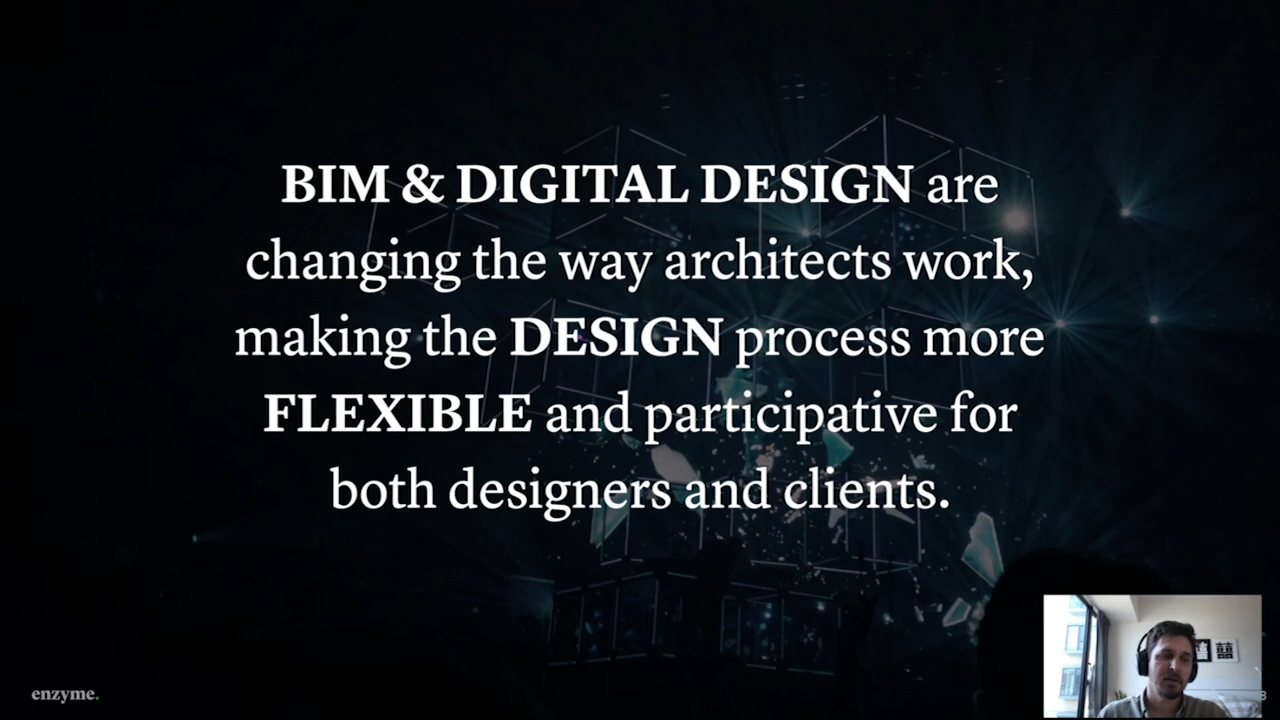 BIM & DIGITAL DESIGN are
changing the way architects work,
making the DESIGN process more
FLEXIBLE and participative for
both designers and clients.
enzyme.